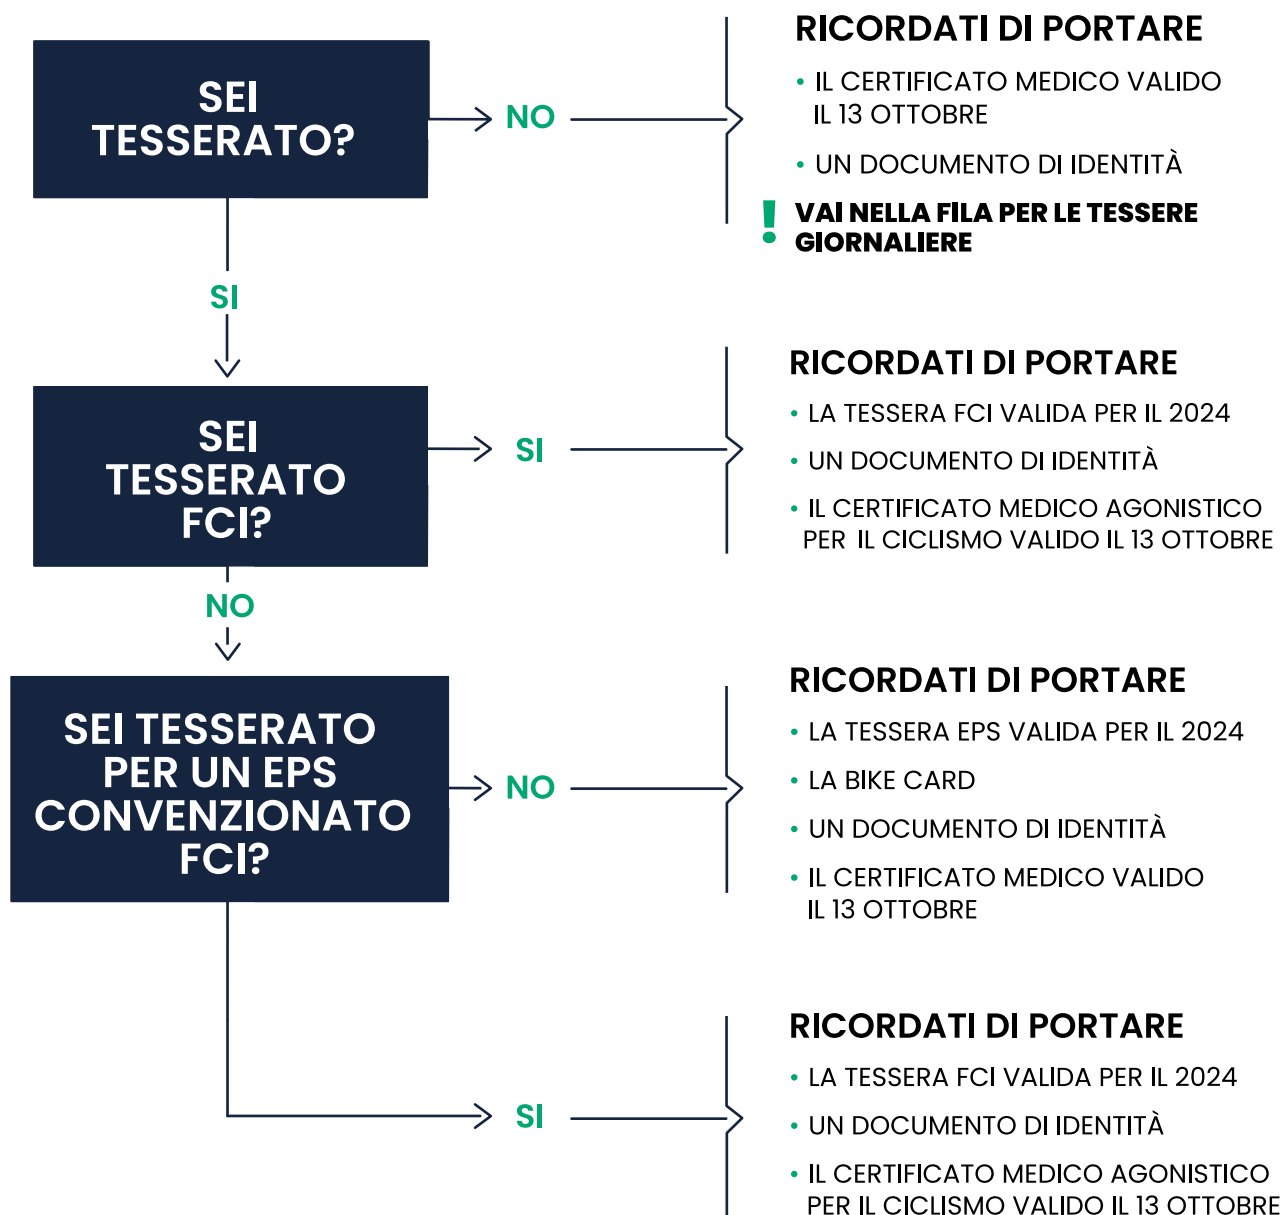 SEI
TESSERATO?
NO
RICORDATI DI PORTARE
• IL CERTIFICATO MEDICO VALIDO
IL 13 OTTOBRE
• UN DOCUMENTO DI IDENTITÀ
! VAI NELLA FILA PER LE TESSERE
GIORNALIERE
SI
SEI
TESSERATO
FCI?
SI
RICORDATI DI PORTARE
• LA TESSERA FCI VALIDA PER IL 2024
• UN DOCUMENTO DI IDENTITÀ
• IL CERTIFICATO MEDICO AGONISTICO
PER IL CICLISMO VALIDO IL 13 OTTOBRE
NO
SEI TESSERATO
PER UN EPS
CONVENZIONATO
FCI?
NO
RICORDATI DI PORTARE
• LA TESSERA EPS VALIDA PER IL 2024
• LA BIKE CARD
• UN DOCUMENTO DI IDENTITÀ
• IL CERTIFICATO MEDICO VALIDO
IL 13 OTTOBRE
SI
RICORDATI DI PORTARE
• LA TESSERA FCI VALIDA PER IL 2024
• UN DOCUMENTO DI IDENTITÀ
• IL CERTIFICATO MEDICO AGONISTICO
PER IL CICLISMO VALIDO IL 13 OTTOBRE